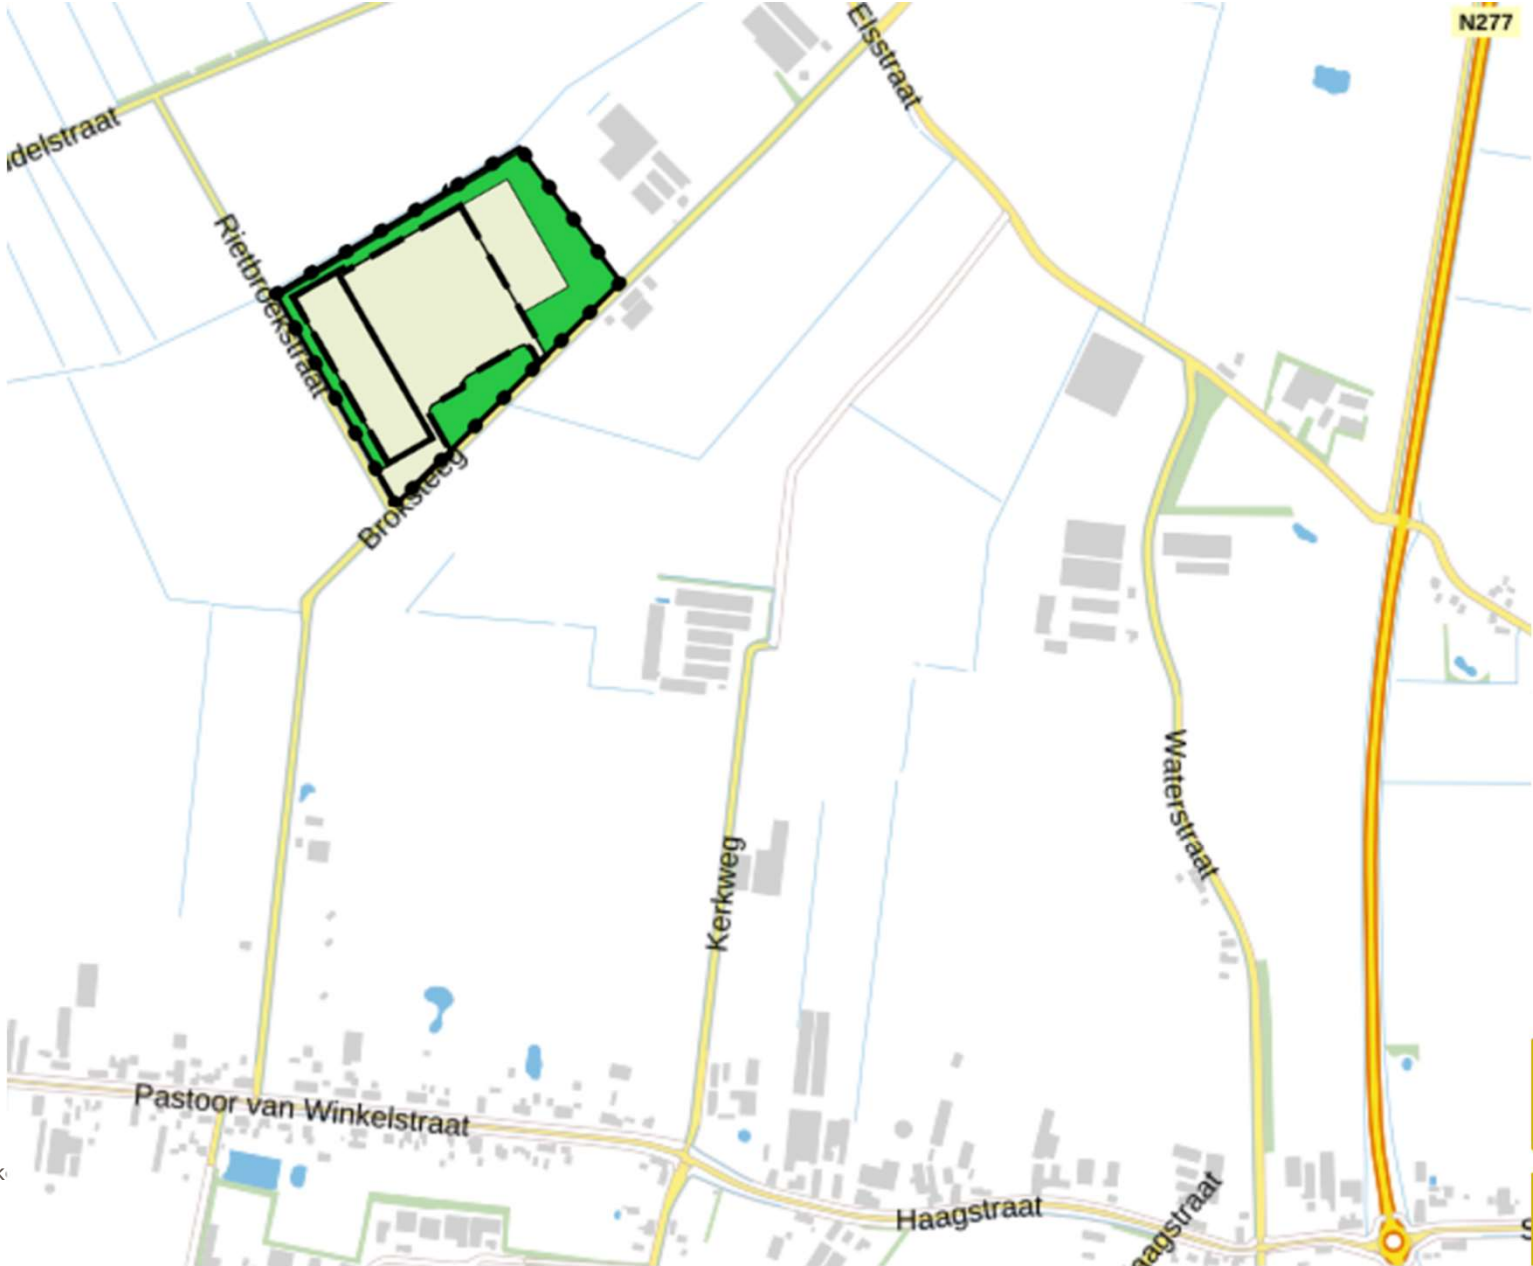 N277
Elsstraat
delstraat
Rietbroekstraat
Broksteeg
Waterstraat
Kerkweg
Pastoor van Winkelstraat
Haagstraat
aagstraat
S